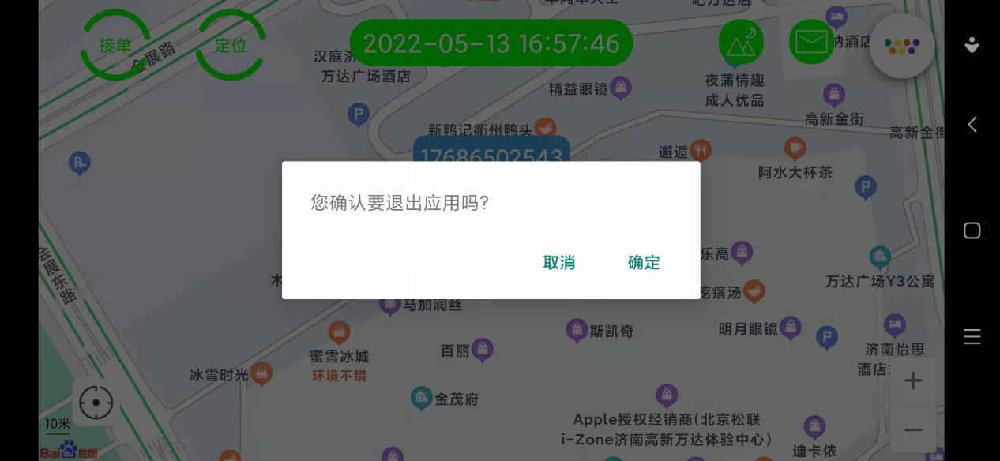 接单
定位
2022-05-13 16:57:46
会展路
汉庭济
万达广场酒店
纳酒店
精益眼镜
夜蒲情趣
成人优品
高新金街
高新金街
新鸭记衢州鸭头
17686502543
邂逅
阿水大杯茶
您确认要退出应用吗?
取消
确定
会展东路
木
乐高
疙瘩汤
万达广场Y3公寓
马加润丝
斯凯奇
明月眼镜
蜜雪冰城
环境不错
百丽
济南怡思
酒店
冰雪时光
金茂府
Apple授权经销商(北京松联
i-Zone济南高新万达体验中心)
迪卡侬
10米
Bai du 地图